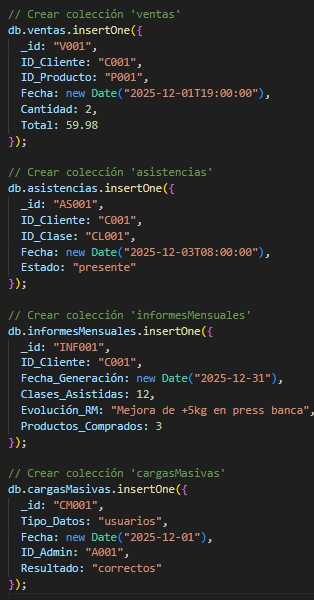 // Crear colección 'ventas'
db.ventas.insertOne({
  _id: "V001",
  ID_Cliente: "C001",
  ID_Producto: "P001",
  Fecha: new Date("2025-12-01T19:00:00"),
  Cantidad: 2,
  Total: 59.98
});

// Crear colección 'asistencias'
db.asistencias.insertOne({
  _id: "AS001",
  ID_Cliente: "C001",
  ID_Clase: "CL001",
  Fecha: new Date("2025-12-03T08:00:00"),
  Estado: "presente"
});

// Crear colección 'informesMensuales'
db.informesMensuales.insertOne({
  _id: "INF001",
  ID_Cliente: "C001",
  Fecha_Generación: new Date("2025-12-31"),
  Clases_Asistidas: 12,
  Evolución_RM: "Mejora de +5kg en press banca",
  Productos_Comprados: 3
});

// Crear colección 'cargasMasivas'
db.cargasMasivas.insertOne({
  _id: "CM001",
  Tipo_Datos: "usuarios",
  Fecha: new Date("2025-12-01"),
  ID_Admin: "A001",
  Resultado: "correctos"
});